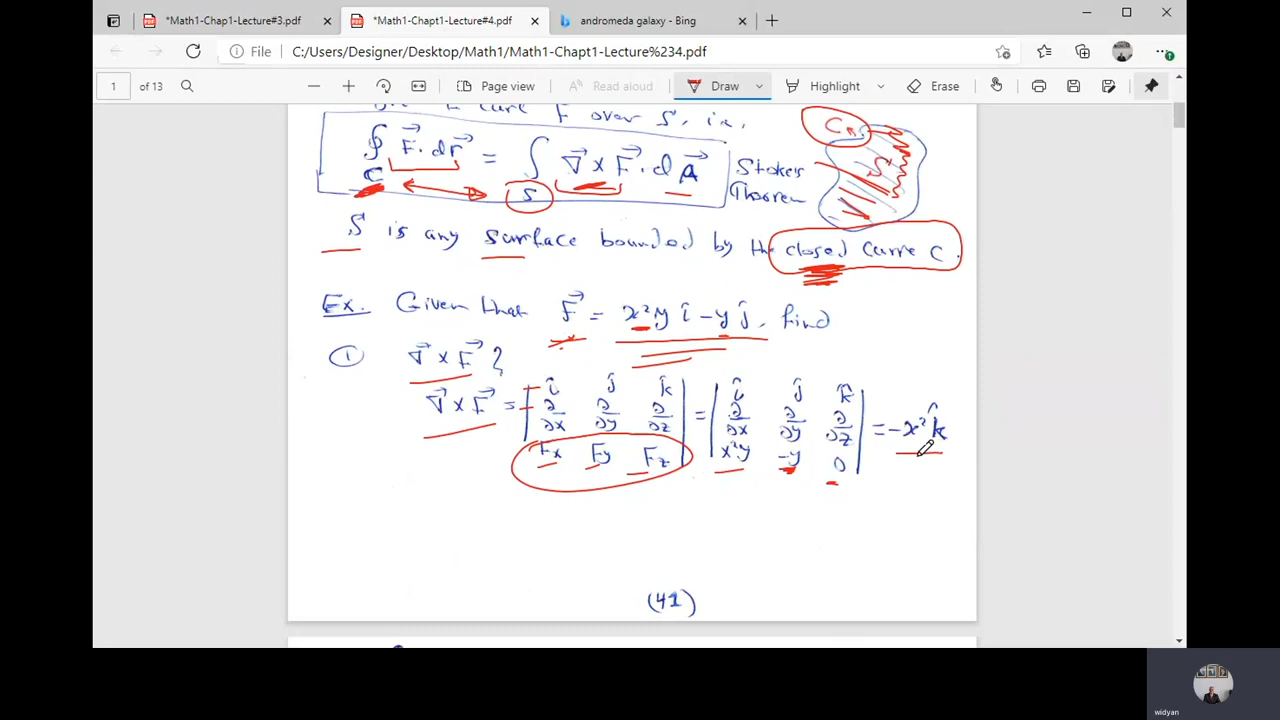 *Math1-Chap1-Lecture#3.pdf
*Math1-Chapt1-Lecture#4.pdf
andromeda galaxy - Bing
File
C:/Users/Designer/Desktop/Math1/Math1-Chapt1-Lecture%234.pdf
1 of 13
Page view
Read aloud
Draw
Highlight
Erase
F over S, i.e.,
∮ F⃗ . dr⃗ = ∫ ∇⃗ x F⃗ . dA⃗
C S
Stokes
Theorem
C
S
S is any surface bounded by the closed curve C.
Ex. Given that F⃗ = x²y î - y ĵ, find
① ∇⃗ x F⃗ ?
∇⃗ x F⃗ = | î ĵ k̂ | = | î ĵ k̂ | = -x² k̂
| ∂/∂x ∂/∂y ∂/∂z | | ∂/∂x ∂/∂y ∂/∂z |
| Fx Fy Fz | | x²y -y 0 |
(41)
widyan